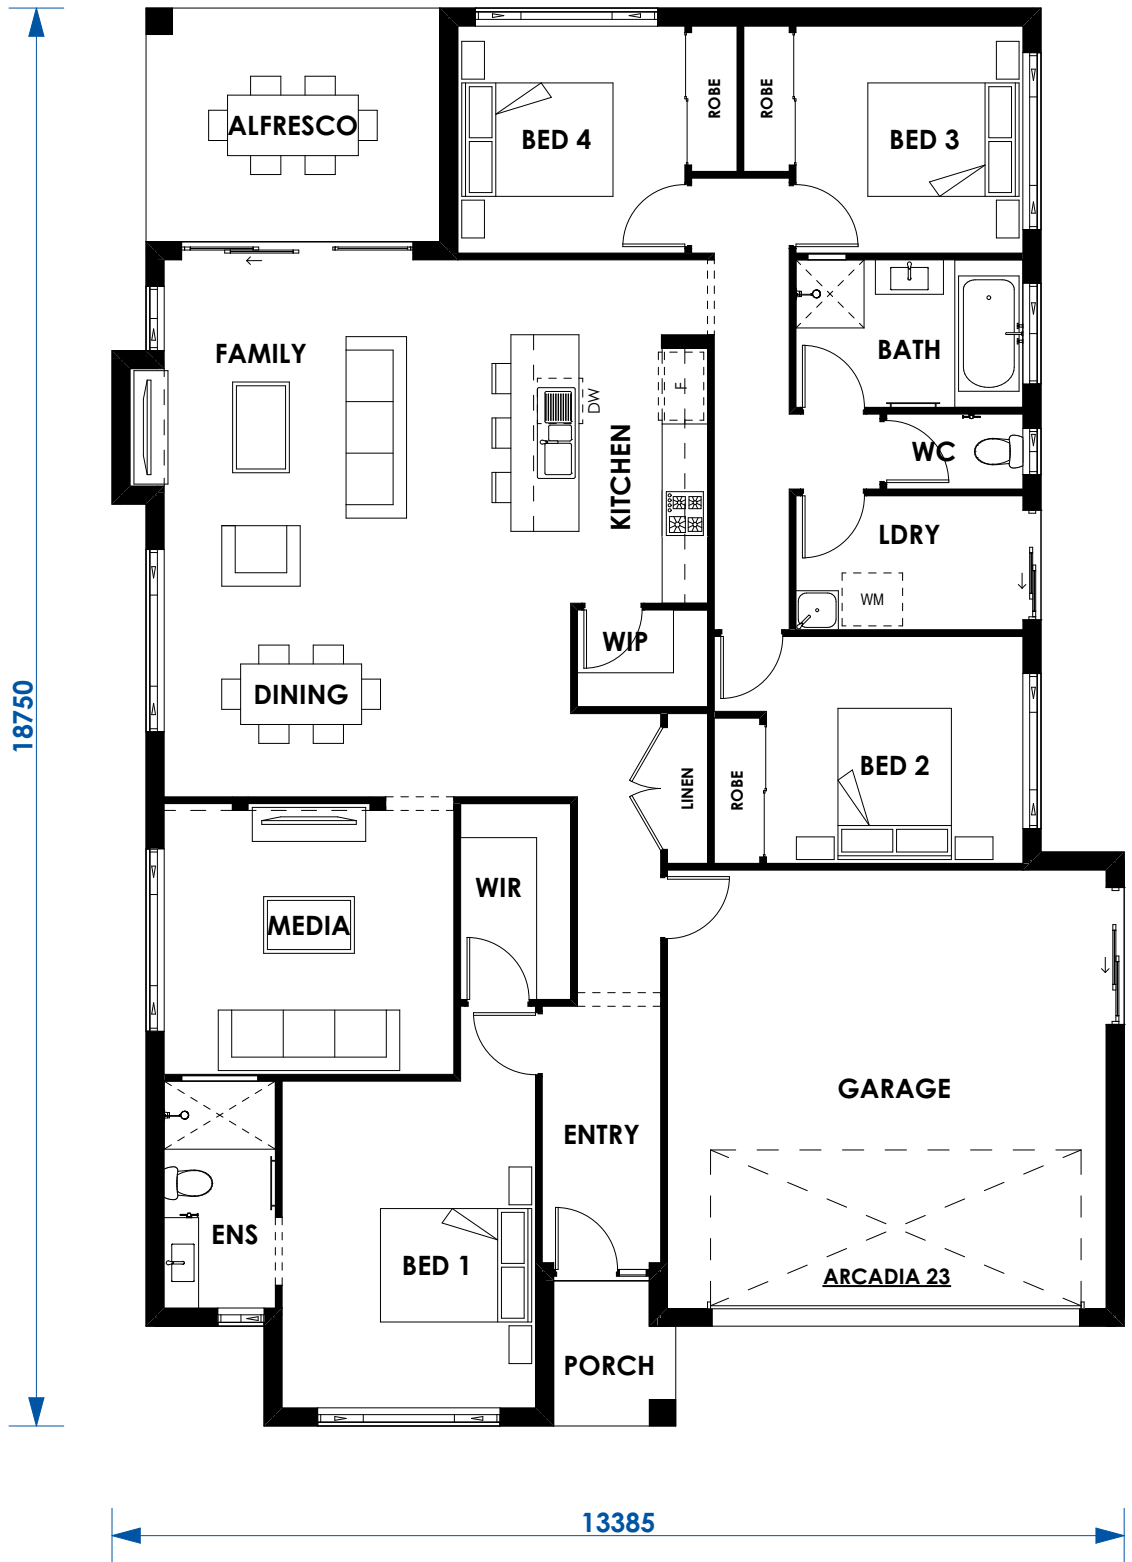 ALFRESCO
BED 4
ROBE
ROBE
BED 3
FAMILY
BATH
F
DW
KITCHEN
WC
LDRY
WM
WIP
DINING
18750
BED 2
LINEN
ROBE
WIR
MEDIA
GARAGE
ENTRY
ENS
BED 1
ARCADIA 23
PORCH
13385